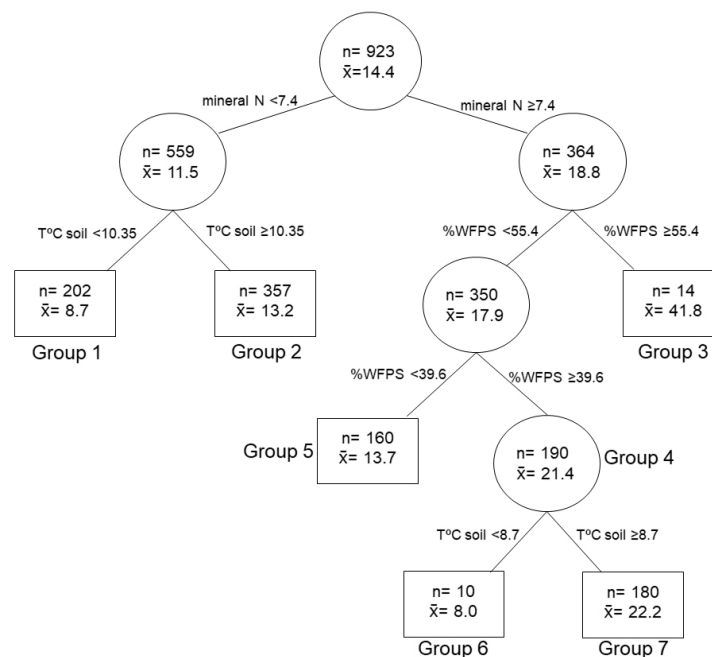 n= 923
x̄=14.4
mineral N <7.4
mineral N ≥7.4
n= 559
x̄= 11.5
n= 364
x̄= 18.8
TºC soil <10.35
TºC soil ≥10.35
%WFPS <55.4
%WFPS ≥55.4
n= 202
x̄= 8.7
Group 1
n= 357
x̄= 13.2
Group 2
n= 350
x̄= 17.9
n= 14
x̄= 41.8
Group 3
%WFPS <39.6
%WFPS ≥39.6
Group 5
n= 160
x̄= 13.7
n= 190
x̄= 21.4
Group 4
TºC soil <8.7
TºC soil ≥8.7
n= 10
x̄= 8.0
Group 6
n= 180
x̄= 22.2
Group 7